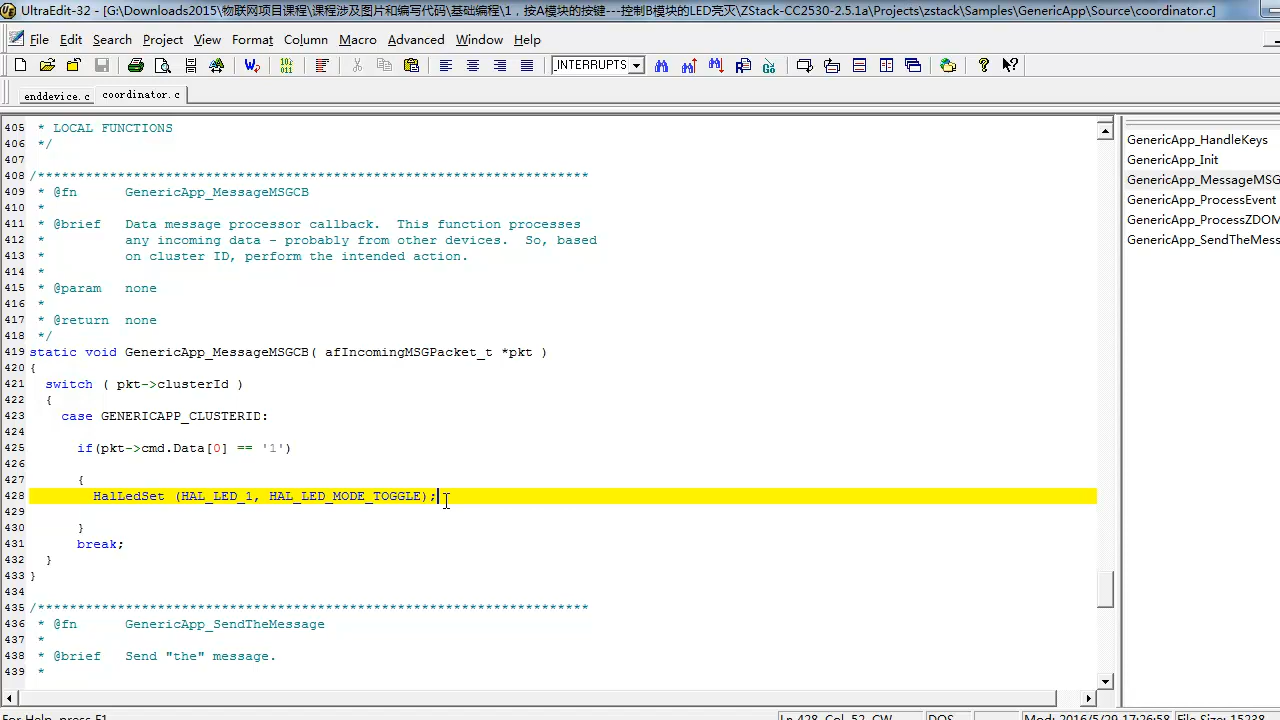 UltraEdit-32 - [G:\Downloads2015\物联网项目课程\课程涉及图片和编写代码\基础编程\1，按A模块的按键---控制B模块的LED亮灭\ZStack-CC2530-2.5.1a\Projects\zstack\Samples\GenericApp\Source\coordinator.c]
File Edit Search Project View Format Column Macro Advanced Window Help
_INTERRUPTS
enddevice.c coordinator.c
405 * LOCAL FUNCTIONS
406 */
407
408 /*********************************************************************
409 * @fn GenericApp_MessageMSGCB
410 *
411 * @brief Data message processor callback. This function processes
412 * any incoming data - probably from other devices. So, based
413 * on cluster ID, perform the intended action.
414 *
415 * @param none
416 *
417 * @return none
418 */
419 static void GenericApp_MessageMSGCB( afIncomingMSGPacket_t *pkt )
420 {
421 switch ( pkt->clusterId )
422 {
423 case GENERICAPP_CLUSTERID:
424
425 if(pkt->cmd.Data[0] == '1')
426
427 {
428 HalLedSet (HAL_LED_1, HAL_LED_MODE_TOGGLE);
429
430 }
431 break;
432 }
433 }
434
435 /*********************************************************************
436 * @fn GenericApp_SendTheMessage
437 *
438 * @brief Send "the" message.
439 *
GenericApp_HandleKeys
GenericApp_Init
GenericApp_MessageMSG
GenericApp_ProcessEvent
GenericApp_ProcessZDOM
GenericApp_SendTheMess
For Help, press F1
Ln 428, Col. 52, CW
DOS
Mod: 2016/5/29 17:26:58
File Size: 15238